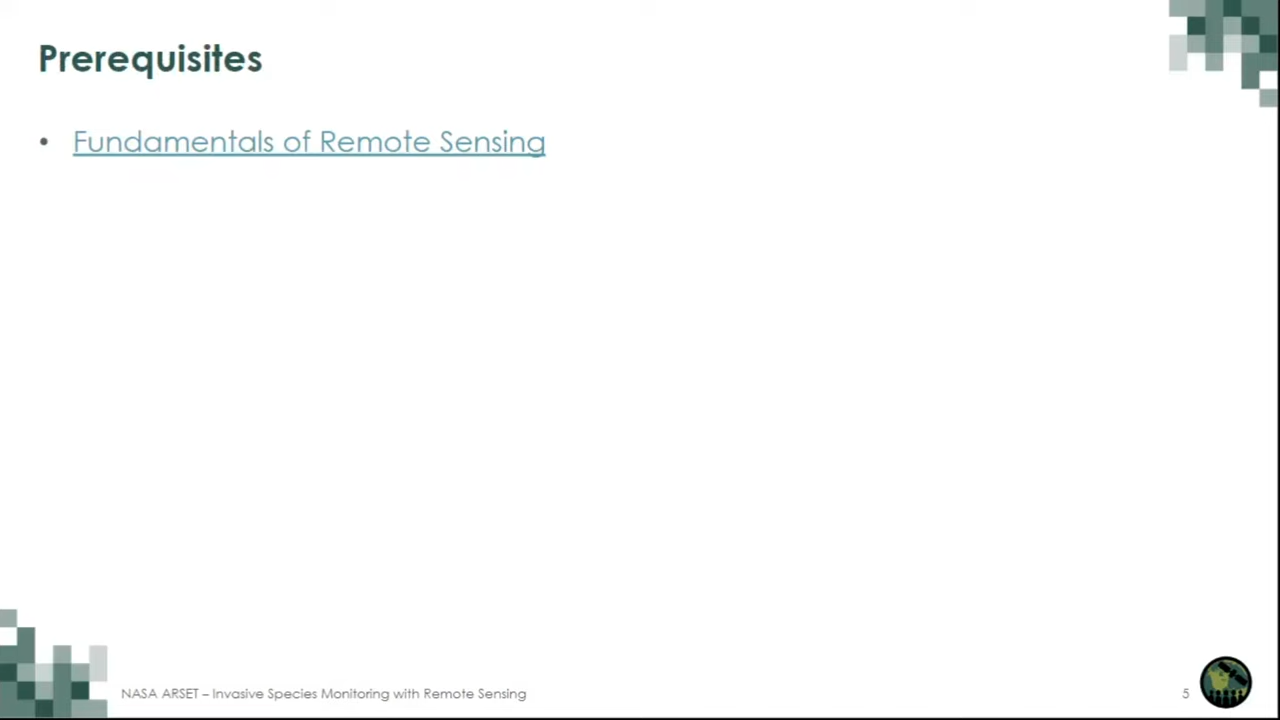 Prerequisites
• Fundamentals of Remote Sensing
NASA ARSET – Invasive Species Monitoring with Remote Sensing
5